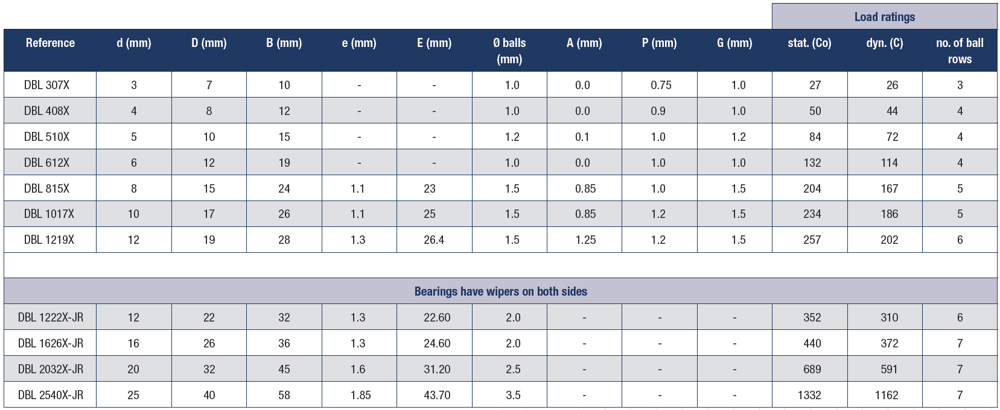 Load ratings
Reference d (mm) D (mm) B (mm) e (mm) E (mm) Ø balls (mm) A (mm) P (mm) G (mm) stat. (Co) dyn. (C) no. of ball rows
DBL 307X 3 7 10 - - 1.0 0.0 0.75 1.0 27 26 3
DBL 408X 4 8 12 - - 1.0 0.0 0.9 1.0 50 44 4
DBL 510X 5 10 15 - - 1.2 0.1 1.0 1.2 84 72 4
DBL 612X 6 12 19 - - 1.0 0.0 1.0 1.0 132 114 4
DBL 815X 8 15 24 1.1 23 1.5 0.85 1.0 1.5 204 167 5
DBL 1017X 10 17 26 1.1 25 1.5 0.85 1.2 1.5 234 186 5
DBL 1219X 12 19 28 1.3 26.4 1.5 1.25 1.2 1.5 257 202 6
Bearings have wipers on both sides
DBL 1222X-JR 12 22 32 1.3 22.60 2.0 - - - 352 310 6
DBL 1626X-JR 16 26 36 1.3 24.60 2.0 - - - 440 372 7
DBL 2032X-JR 20 32 45 1.6 31.20 2.5 - - - 689 591 7
DBL 2540X-JR 25 40 58 1.85 43.70 3.5 - - - 1332 1162 7